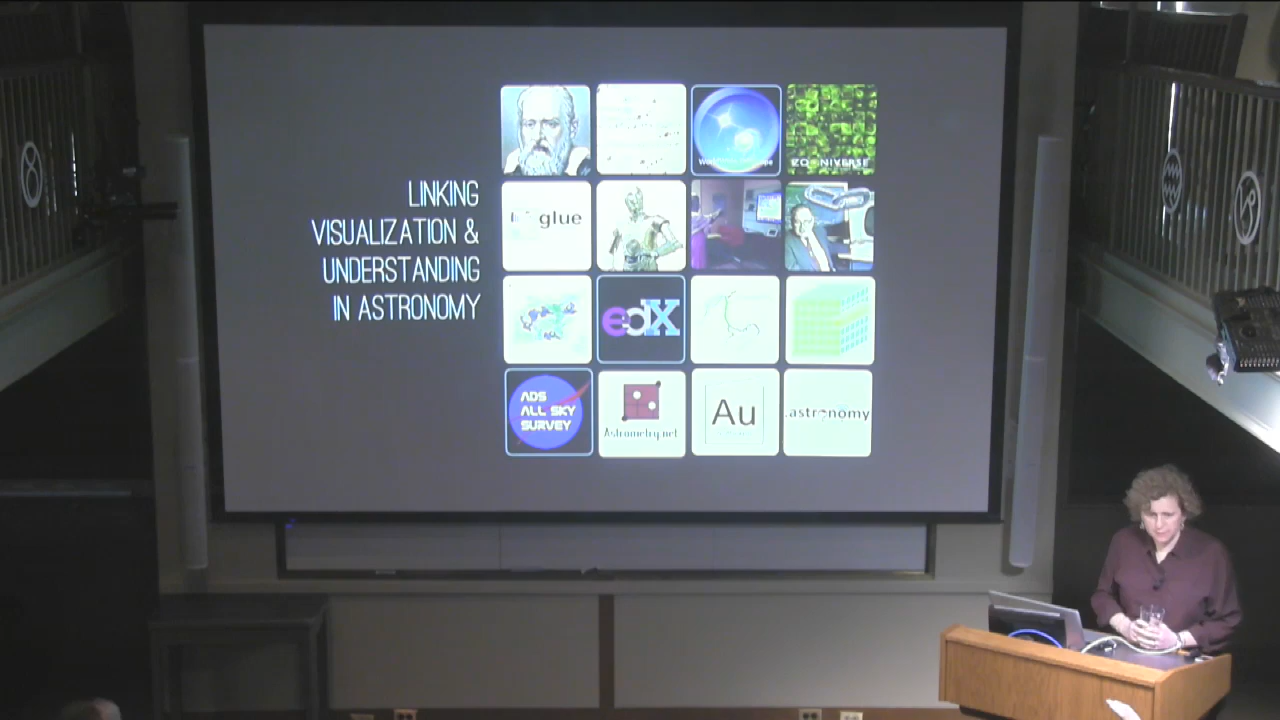 LINKING
VISUALIZATION &
UNDERSTANDING
IN ASTRONOMY
ZOONIVERSE
glue
edX
ADS
ALL SKY
SURVEY
Astrometry.net
Au
astronomy